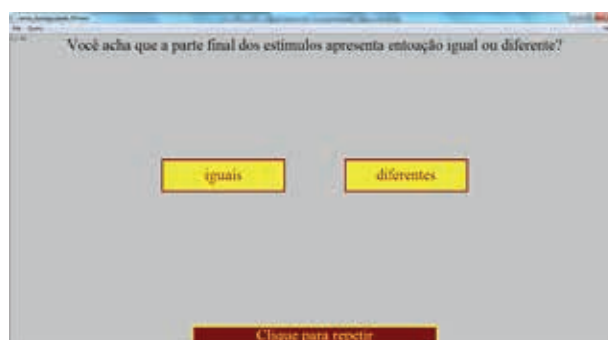 Você acha que a parte final dos estímulos apresenta entoação igual ou diferente?
iguais
diferentes
Clique para repetir